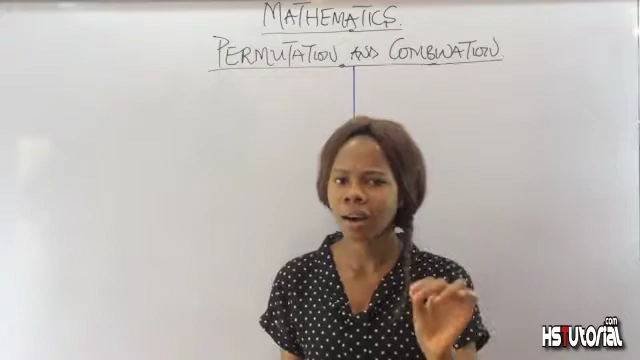 MATHEMATICS.
PERMUTATION AND COMBINATION.
HSTUtorial
.com